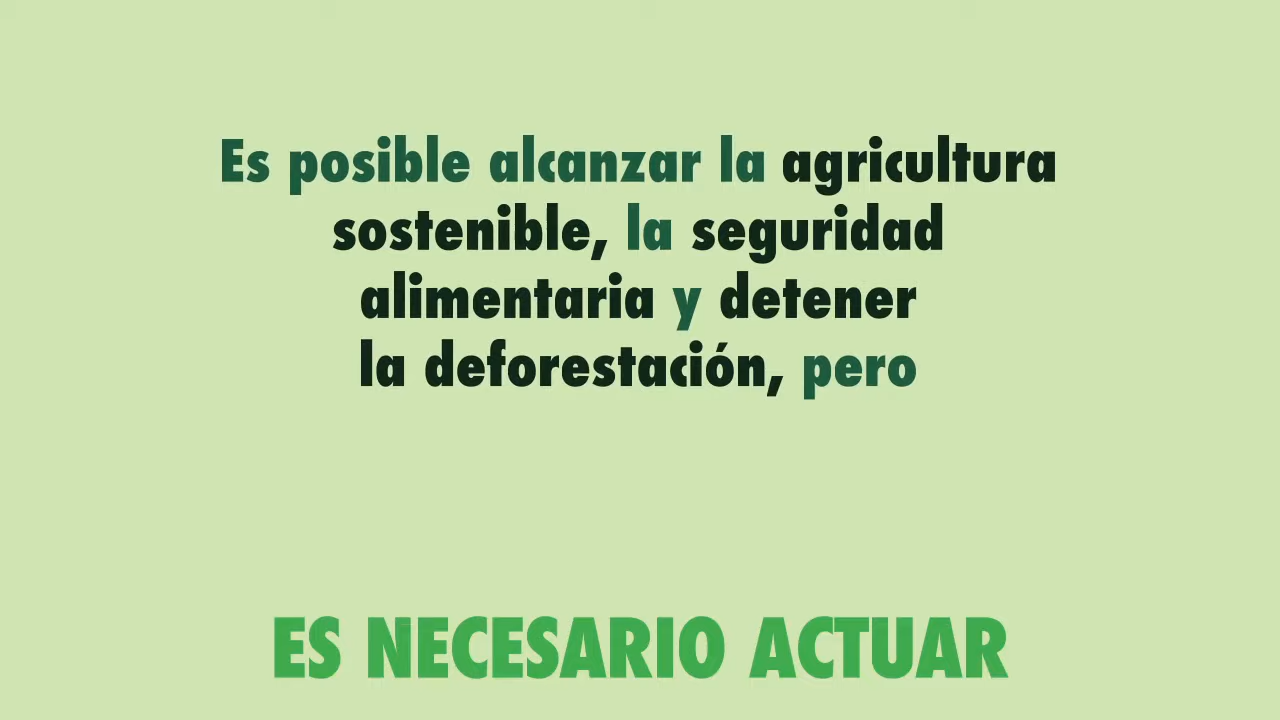 Es posible alcanzar la agricultura
sostenible, la seguridad
alimentaria y detener
la deforestación, pero
ES NECESARIO ACTUAR